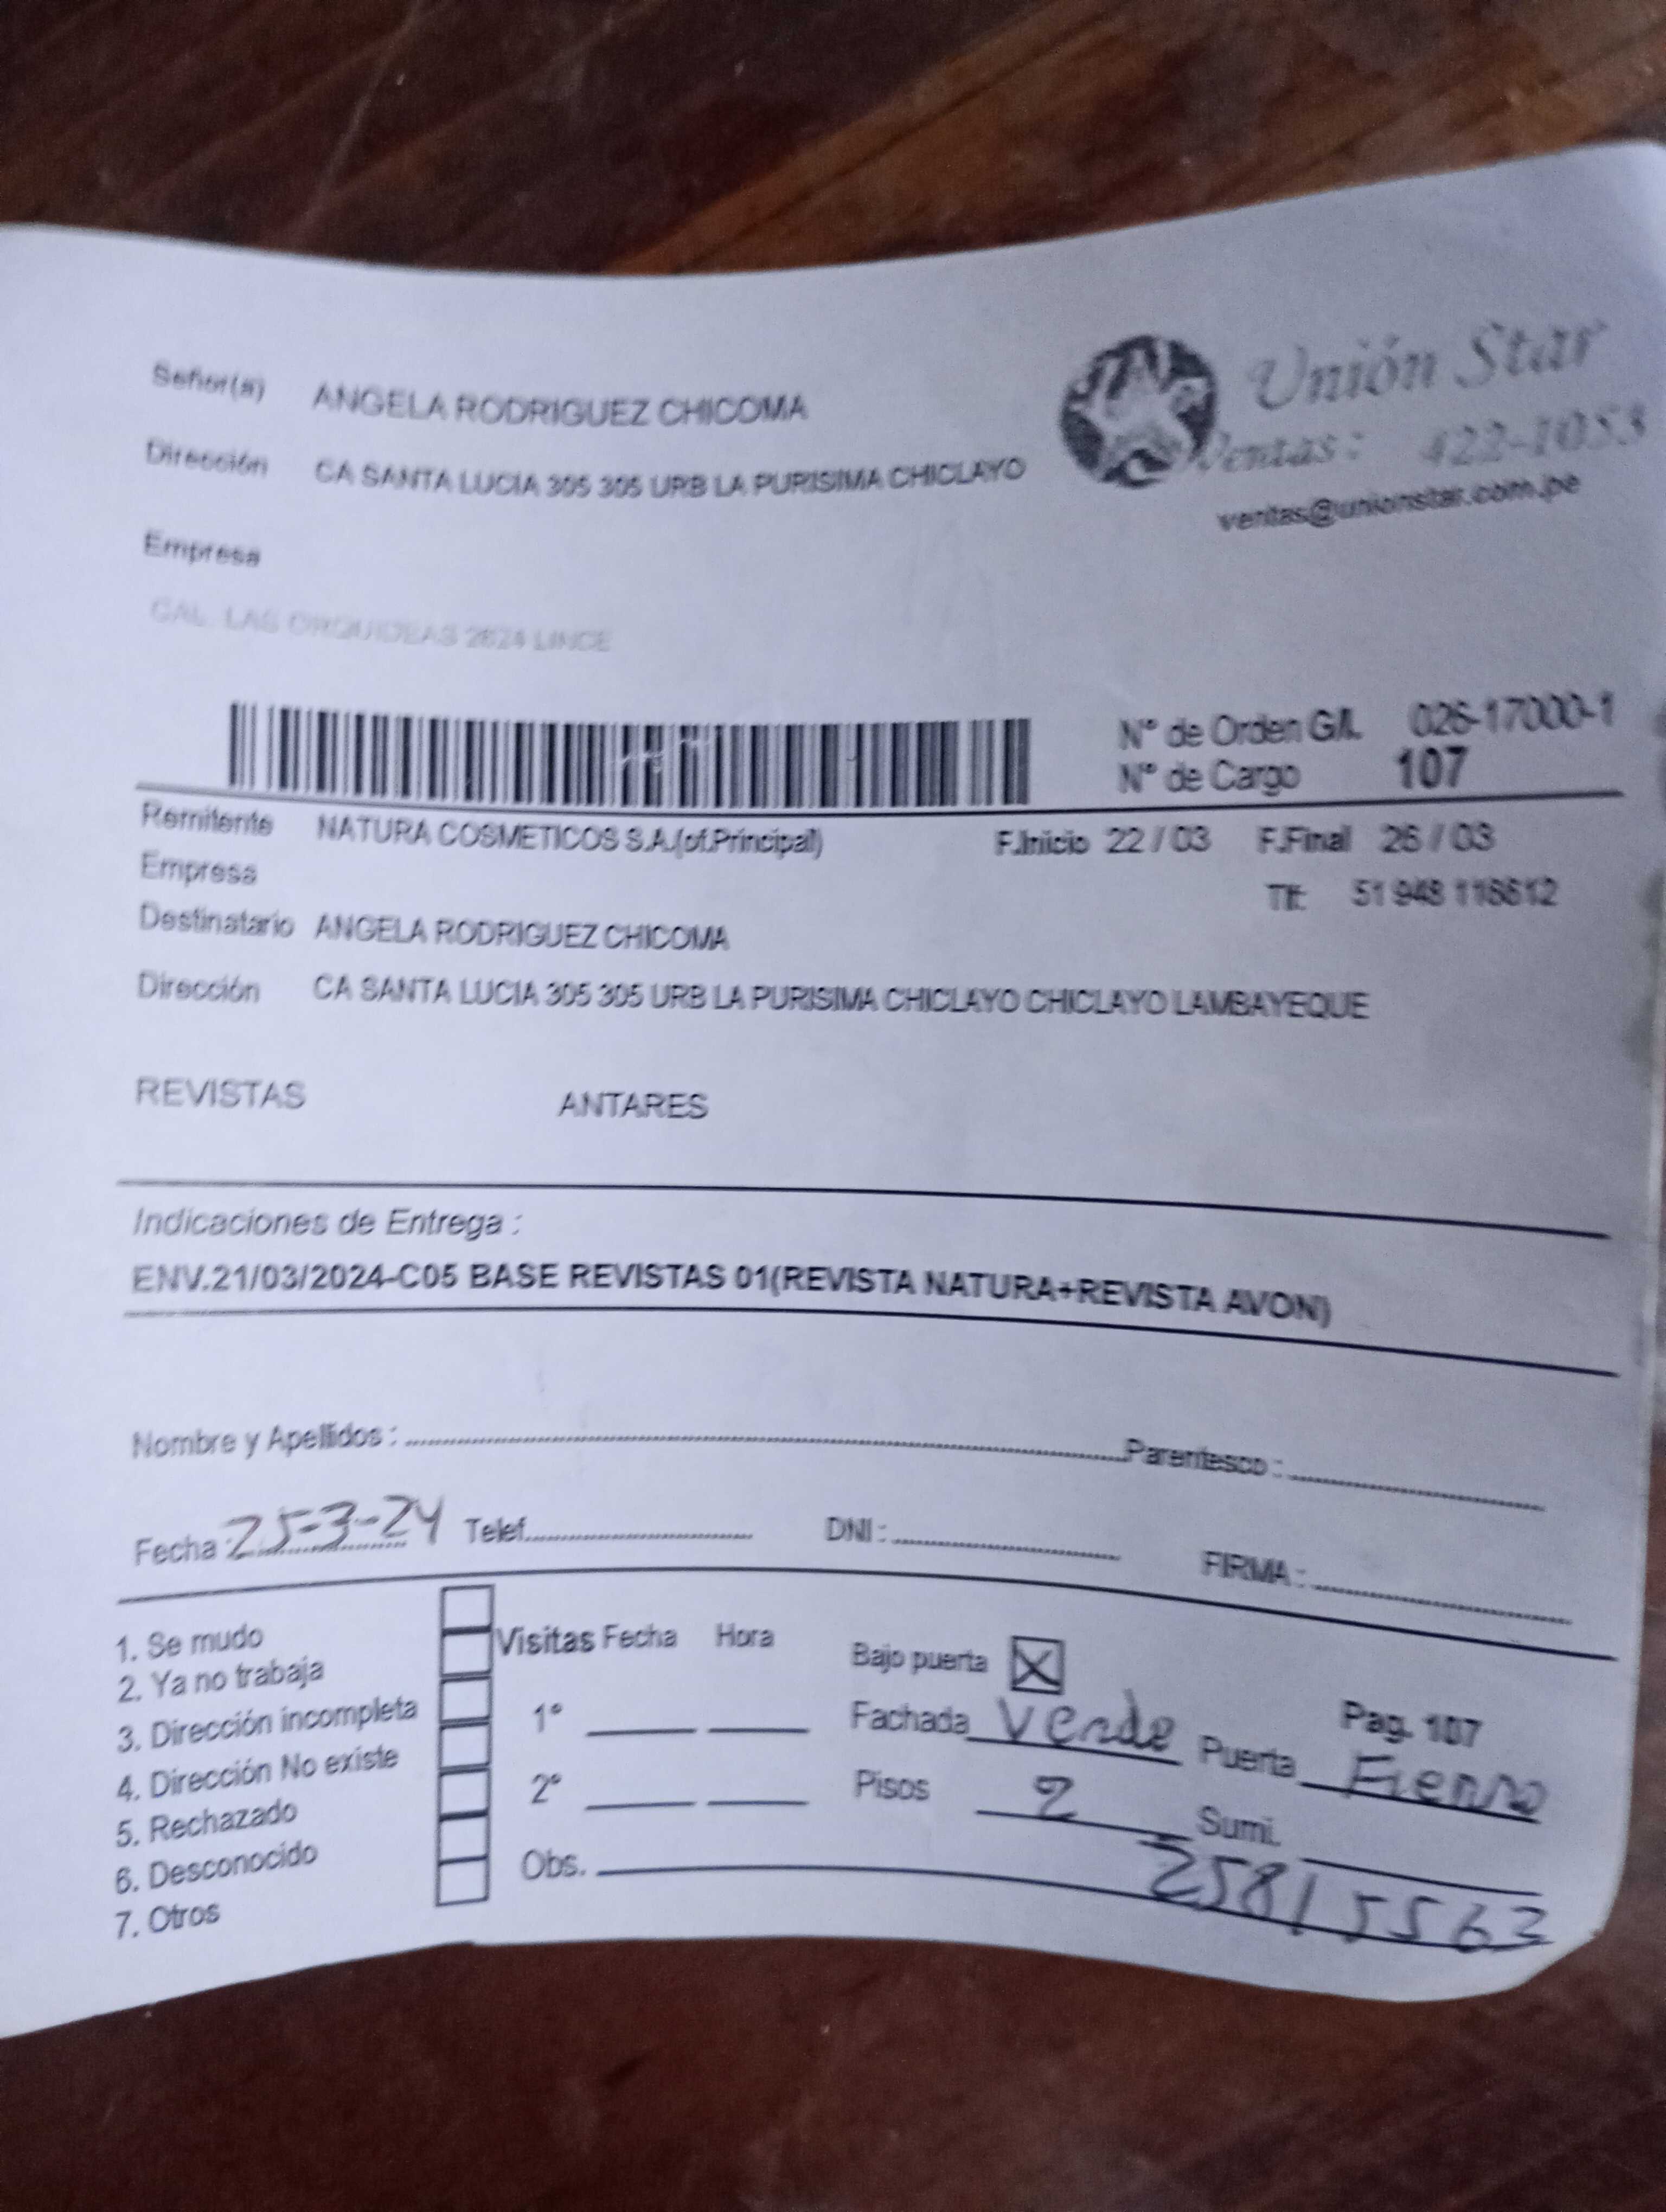 Señor(a) ANGELA RODRIGUEZ CHICOMA
Unión Star
Dirección CA SANTA LUCIA 305 305 URB LA PURISIMA CHICLAYO
Ventas: 422-1053
ventas@unionstar.com.pe
Empresa
CAL. LAS ORQUIDEAS 2624 LINCE
Nº de Orden G/L 026-17000-1
Nº de Cargo 107
Remitente NATURA COSMETICOS S.A.(of.Principal) F.Inicio 22 / 03 F.Final 26 / 03
Empresa Tlf: 51 948 118612
Destinatario ANGELA RODRIGUEZ CHICOMA
Dirección CA SANTA LUCIA 305 305 URB LA PURISIMA CHICLAYO CHICLAYO LAMBAYEQUE
REVISTAS ANTARES
Indicaciones de Entrega :
ENV.21/03/2024-C05 BASE REVISTAS 01(REVISTA NATURA+REVISTA AVON)
Nombre y Apellidos : Parentesco :
Fecha : 25-3-24 Telef. DNI : FIRMA :
1. Se mudo
2. Ya no trabaja
3. Dirección incompleta
4. Dirección No existe
5. Rechazado
6. Desconocido
7. Otros
Visitas Fecha Hora
1º
2º
Obs.
Bajo puerta X
Pag. 107
Fachada Verde Puerta Fierro
Pisos 2 Sumi.
25815563